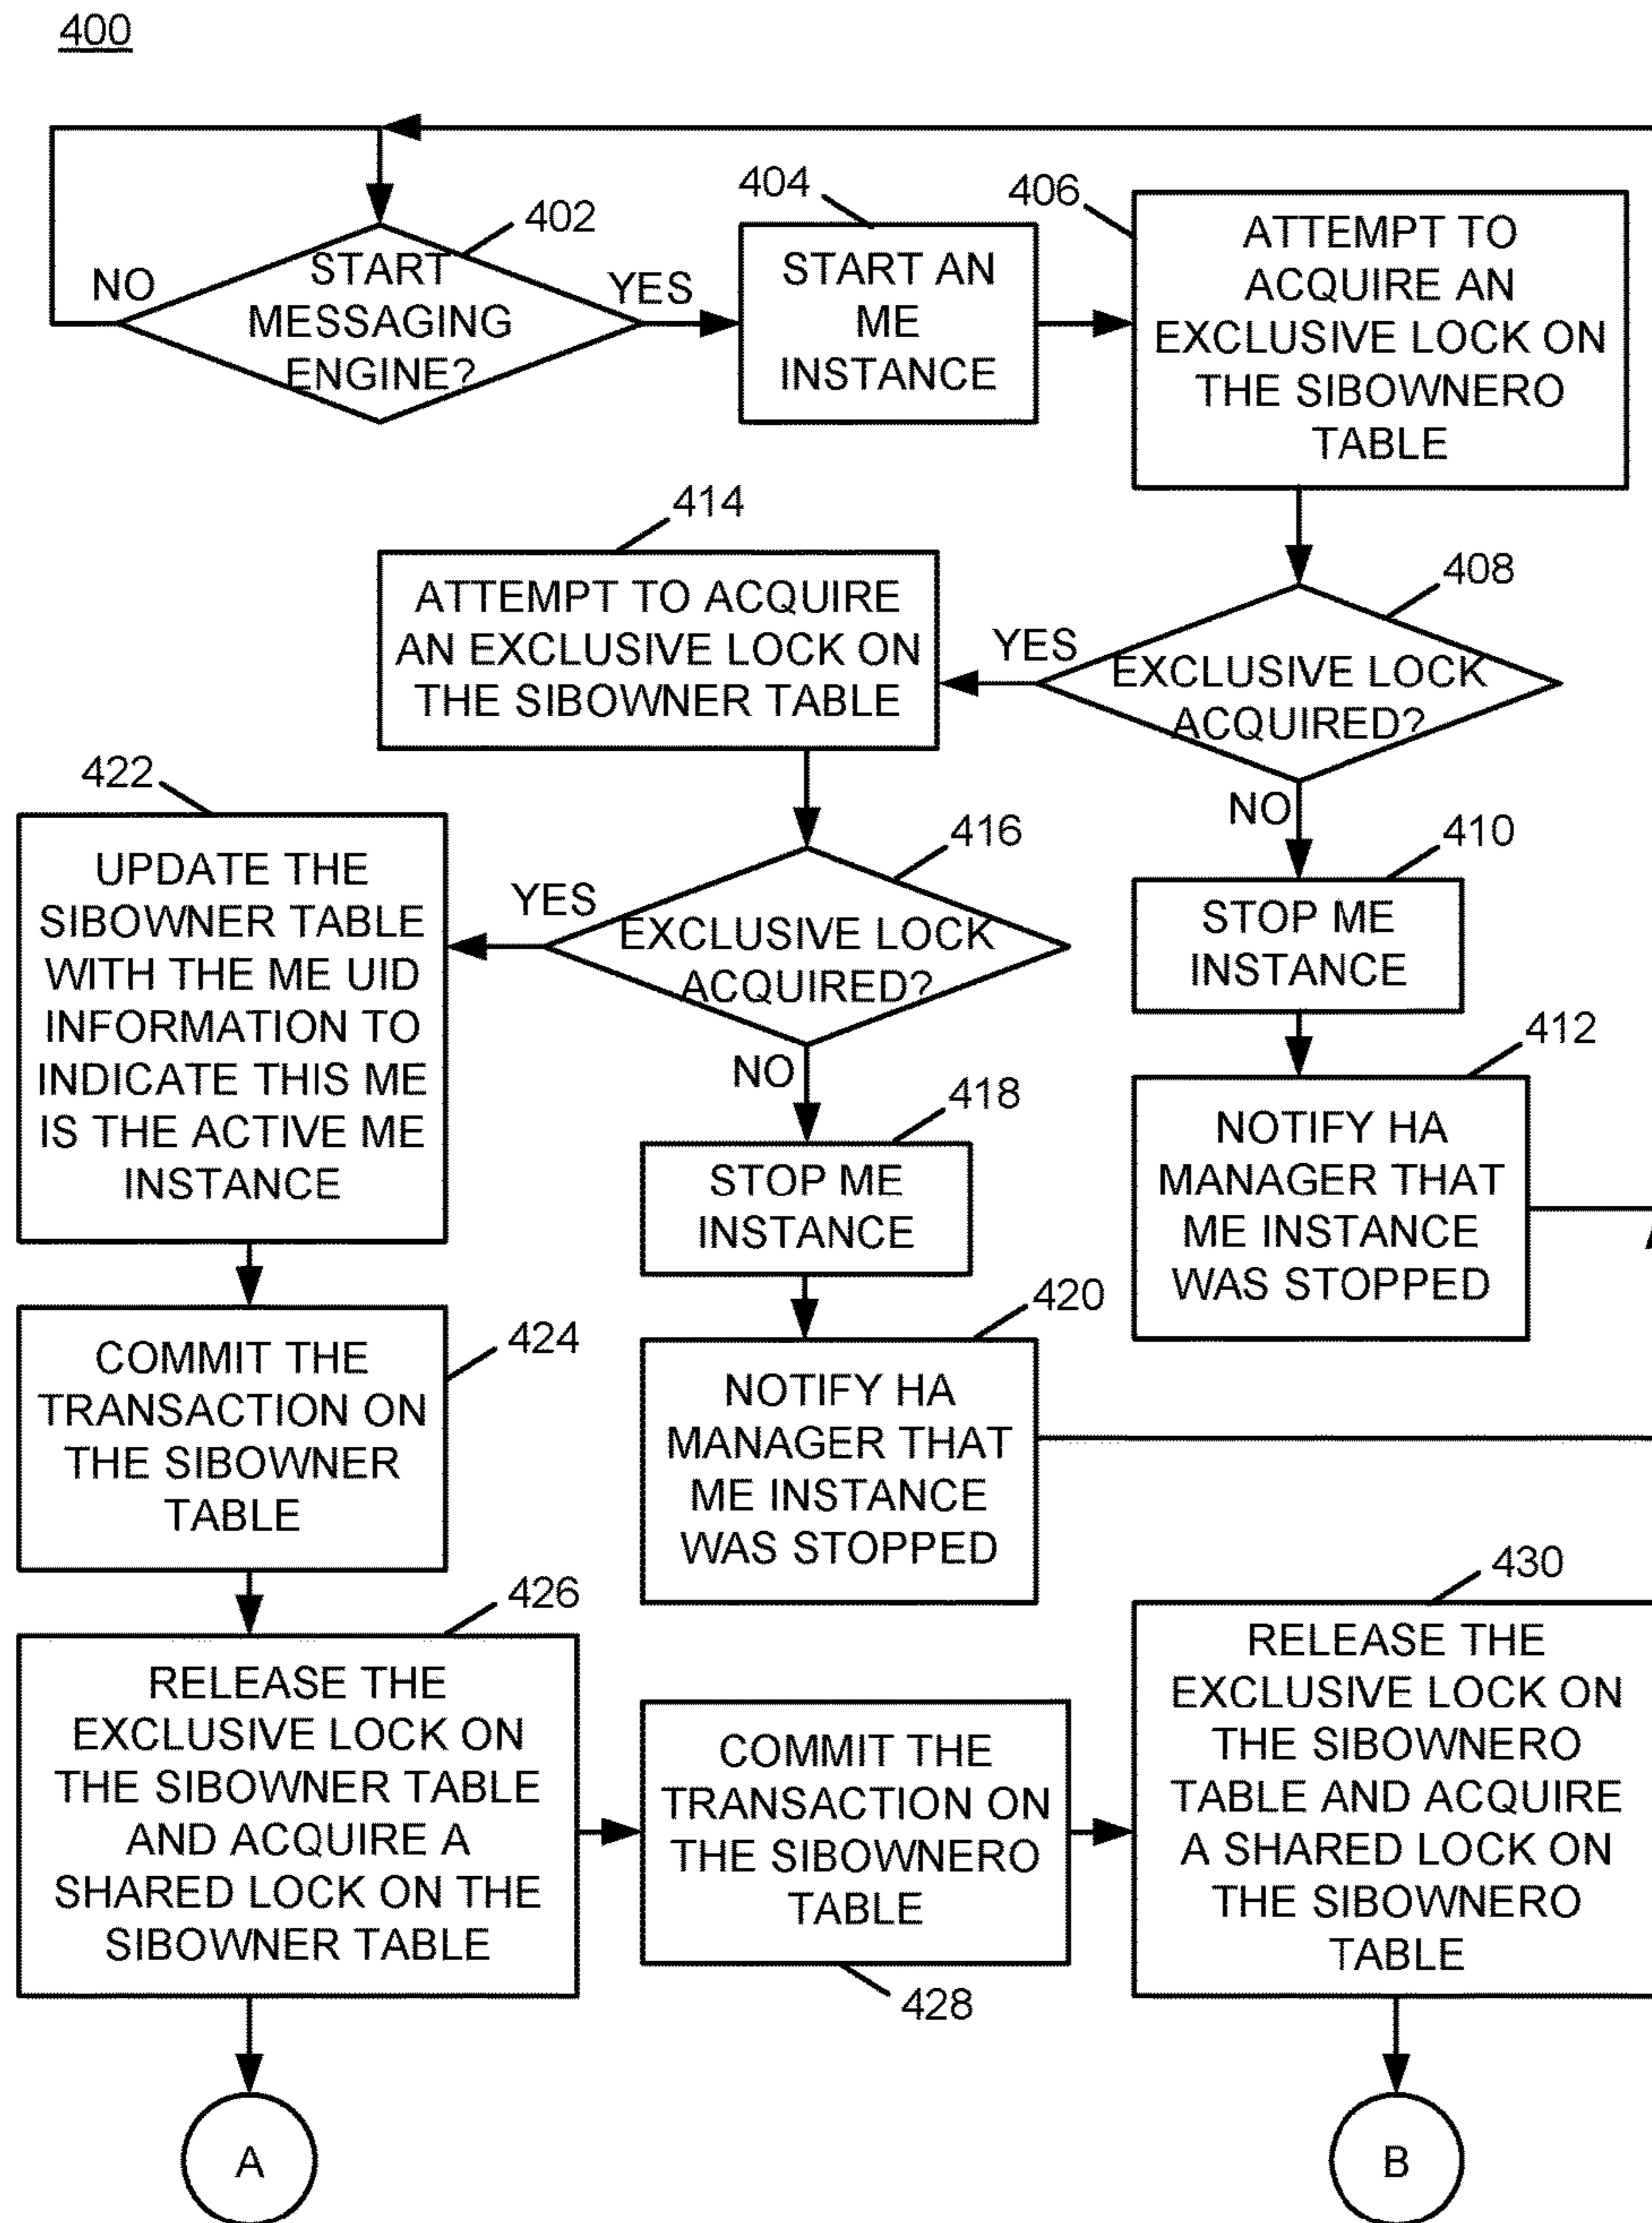 400
402
START
MESSAGING
ENGINE?
NO
YES
404
START AN
ME
INSTANCE
406
ATTEMPT TO
ACQUIRE AN
EXCLUSIVE LOCK ON
THE SIBOWNERO
TABLE
408
EXCLUSIVE LOCK
ACQUIRED?
YES
NO
410
STOP ME
INSTANCE
412
NOTIFY HA
MANAGER THAT
ME INSTANCE
WAS STOPPED
414
ATTEMPT TO ACQUIRE
AN EXCLUSIVE LOCK ON
THE SIBOWNER TABLE
416
EXCLUSIVE LOCK
ACQUIRED?
YES
NO
418
STOP ME
INSTANCE
420
NOTIFY HA
MANAGER THAT
ME INSTANCE
WAS STOPPED
422
UPDATE THE
SIBOWNER TABLE
WITH THE ME UID
INFORMATION TO
INDICATE THIS ME
IS THE ACTIVE ME
INSTANCE
424
COMMIT THE
TRANSACTION ON
THE SIBOWNER
TABLE
426
RELEASE THE
EXCLUSIVE LOCK ON
THE SIBOWNER TABLE
AND ACQUIRE A
SHARED LOCK ON THE
SIBOWNER TABLE
COMMIT THE
TRANSACTION ON
THE SIBOWNERO
TABLE
428
430
RELEASE THE
EXCLUSIVE LOCK ON
THE SIBOWNERO
TABLE AND ACQUIRE
A SHARED LOCK ON
THE SIBOWNERO
TABLE
A
B